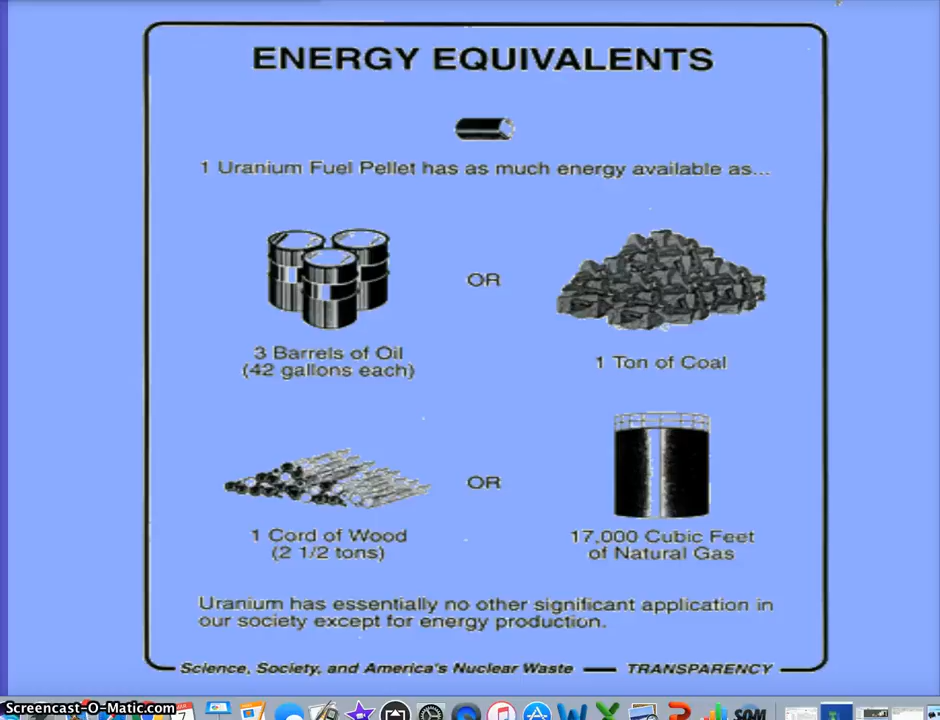 ENERGY EQUIVALENTS
1 Uranium Fuel Pellet has as much energy available as...
OR
3 Barrels of Oil
(42 gallons each)
1 Ton of Coal
OR
1 Cord of Wood
(2 1/2 tons)
17,000 Cubic Feet
of Natural Gas
Uranium has essentially no other significant application in
our society except for energy production.
Science, Society, and America's Nuclear Waste — TRANSPARENCY
Screencast-O-Matic.com